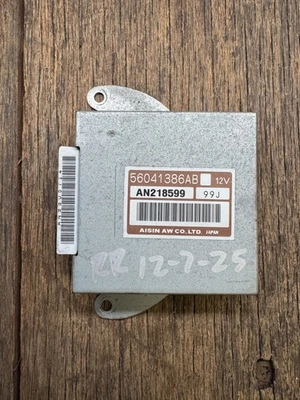 56041386AB 12V
AN218599 99J
AISIN AW CO., LTD. JAPAN
RR 12-7-25